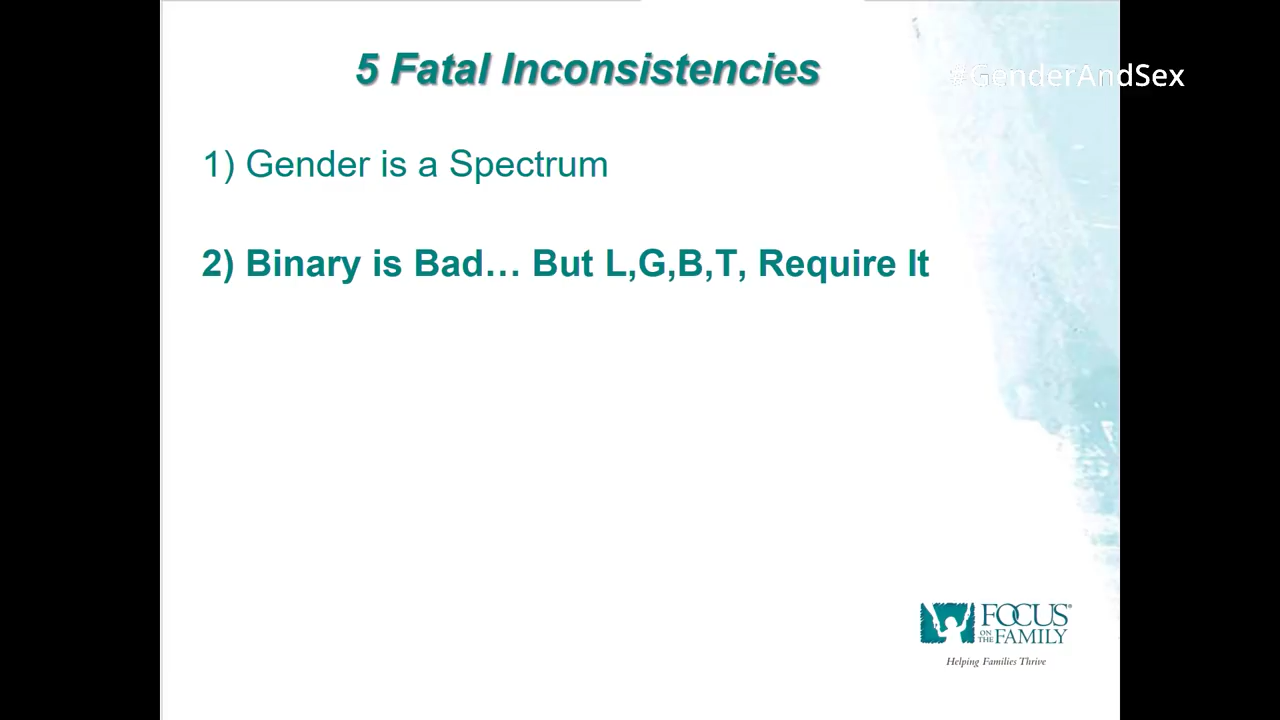 5 Fatal Inconsistencies
#GenderAndSex
1) Gender is a Spectrum
2) Binary is Bad… But L,G,B,T, Require It
FOCUS®
ON THE FAMILY
Helping Families Thrive